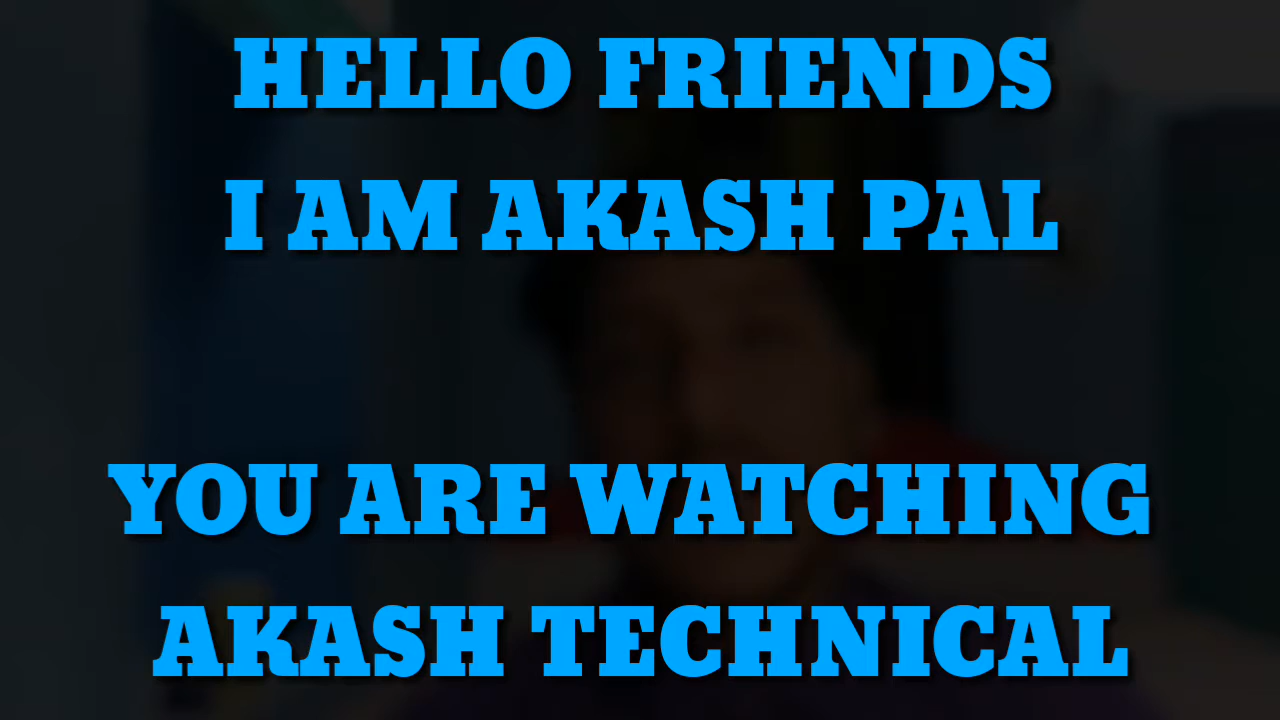 HELLO FRIENDS
I AM AKASH PAL
YOU ARE WATCHING
AKASH TECHNICAL